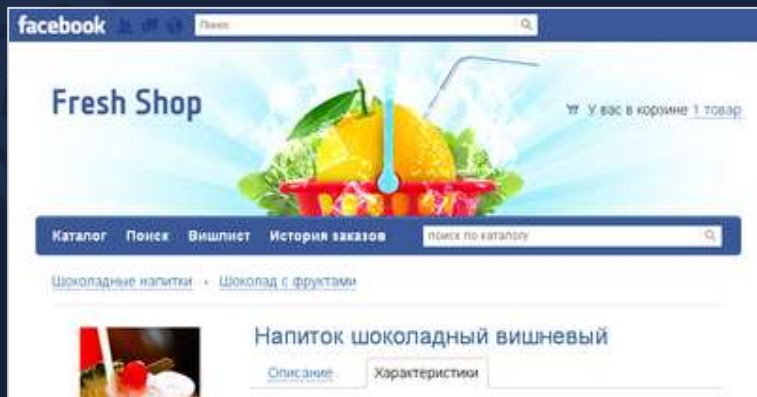 facebook Поиск
Fresh Shop
У вас в корзине 1 товар
Каталог Поиск Вишлист История заказов поиск по каталогу
Шоколадные напитки › Шоколад с фруктами
Напиток шоколадный вишневый
Описание Характеристики